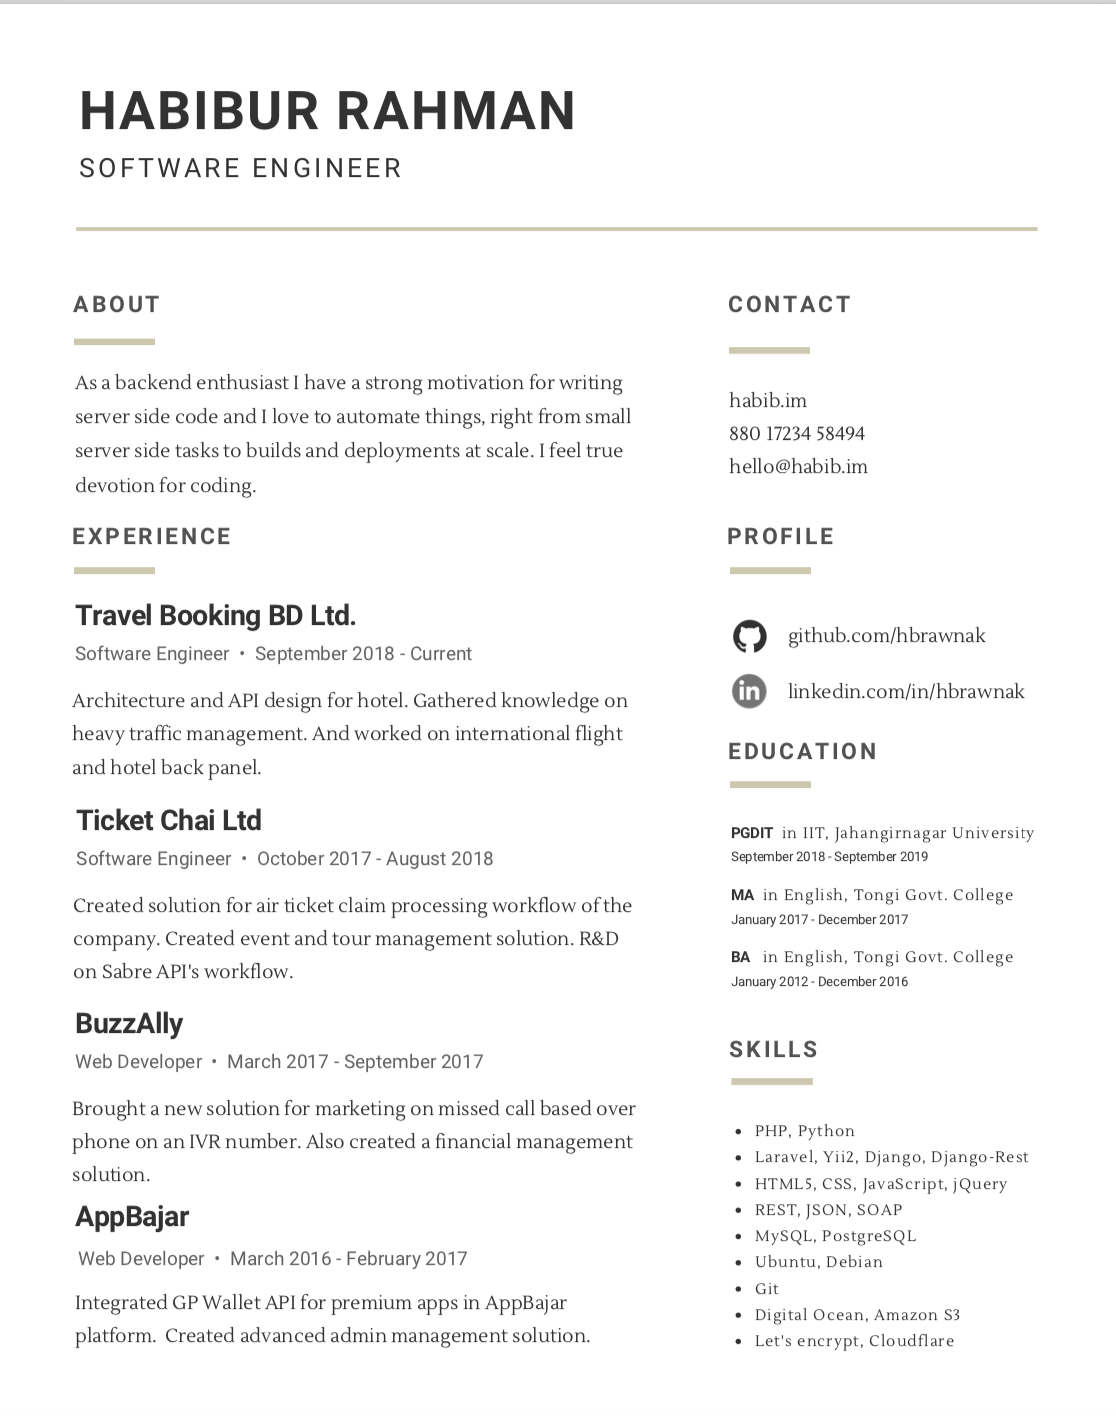 HABIBUR RAHMAN
SOFTWARE ENGINEER
ABOUT
As a backend enthusiast I have a strong motivation for writing
server side code and I love to automate things, right from small
server side tasks to builds and deployments at scale. I feel true
devotion for coding.
EXPERIENCE
Travel Booking BD Ltd.
Software Engineer • September 2018 - Current
Architecture and API design for hotel. Gathered knowledge on
heavy traffic management. And worked on international flight
and hotel back panel.
Ticket Chai Ltd
Software Engineer • October 2017 - August 2018
Created solution for air ticket claim processing workflow of the
company. Created event and tour management solution. R&D
on Sabre API's workflow.
BuzzAlly
Web Developer • March 2017 - September 2017
Brought a new solution for marketing on missed call based over
phone on an IVR number. Also created a financial management
solution.
AppBajar
Web Developer • March 2016 - February 2017
Integrated GP Wallet API for premium apps in AppBajar
platform. Created advanced admin management solution.
CONTACT
habib.im
880 17234 58494
hello@habib.im
PROFILE
github.com/hbrawnak
in linkedin.com/in/hbrawnak
EDUCATION
PGDIT in IIT, Jahangirnagar University
September 2018 - September 2019
MA in English, Tongi Govt. College
January 2017 - December 2017
BA in English, Tongi Govt. College
January 2012 - December 2016
SKILLS
• PHP, Python
• Laravel, Yii2, Django, Django-Rest
• HTML5, CSS, JavaScript, jQuery
• REST, JSON, SOAP
• MySQL, PostgreSQL
• Ubuntu, Debian
• Git
• Digital Ocean, Amazon S3
• Let's encrypt, Cloudflare